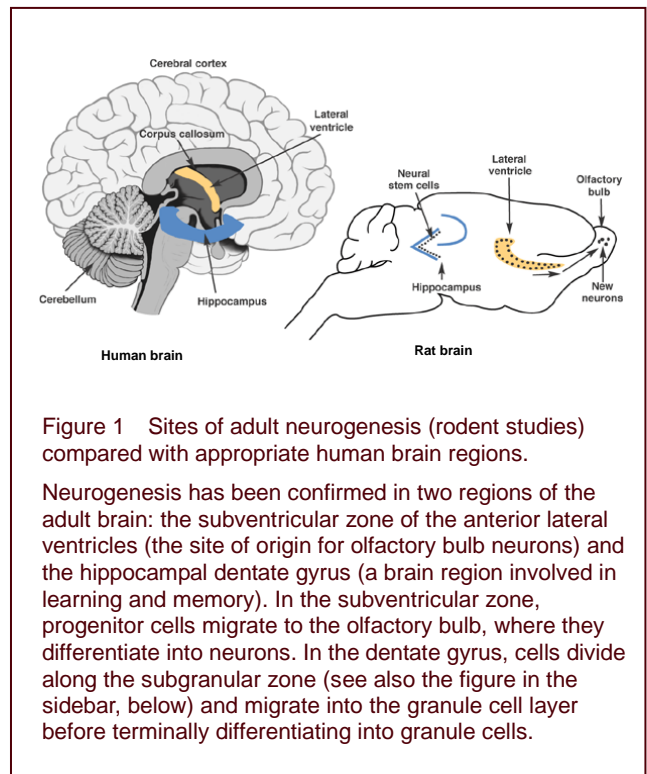 Cerebral cortex
Lateral
ventricle
Corpus callosum
Cerebellum
Hippocampus
Human brain
Neural
stem cells
Lateral
ventricle
Olfactory
bulb
Hippocampus
New
neurons
Rat brain
Figure 1 Sites of adult neurogenesis (rodent studies)
compared with appropriate human brain regions.
Neurogenesis has been confirmed in two regions of the
adult brain: the subventricular zone of the anterior lateral
ventricles (the site of origin for olfactory bulb neurons) and
the hippocampal dentate gyrus (a brain region involved in
learning and memory). In the subventricular zone,
progenitor cells migrate to the olfactory bulb, where they
differentiate into neurons. In the dentate gyrus, cells divide
along the subgranular zone (see also the figure in the
sidebar, below) and migrate into the granule cell layer
before terminally differentiating into granule cells.